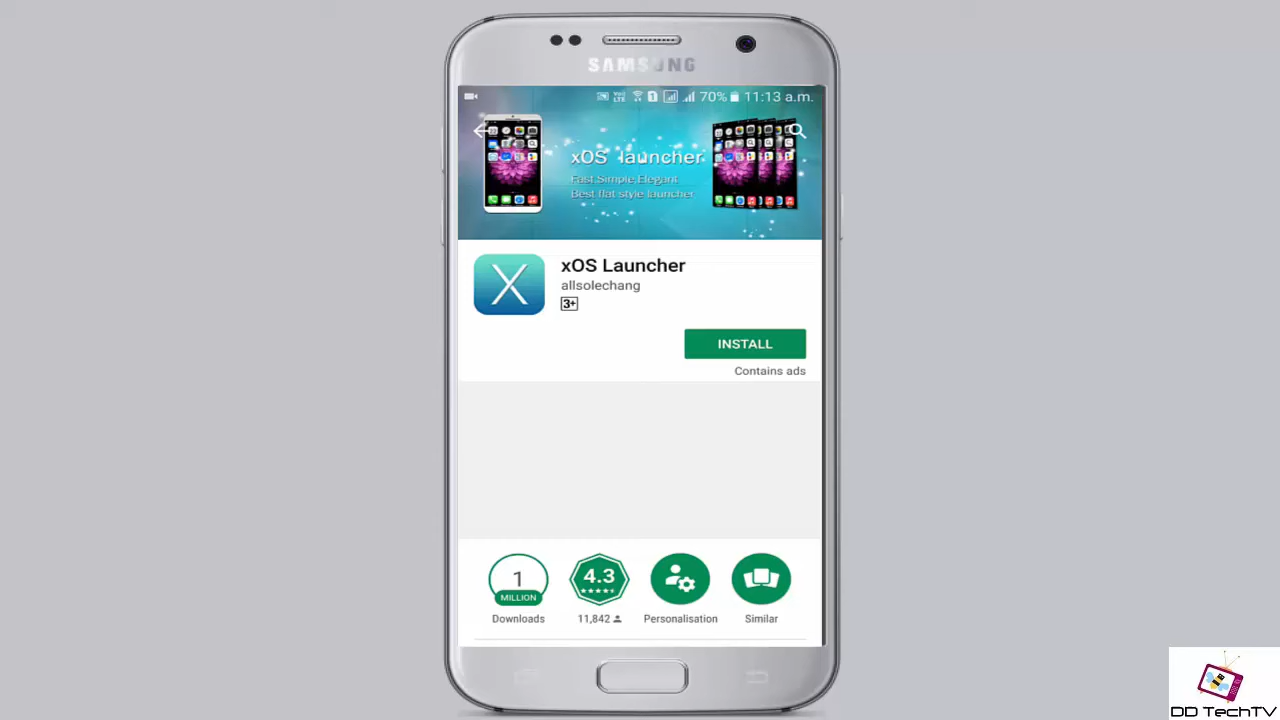 SAMSUNG
70% 11:13 a.m.
xOS launcher
Fast Simple Elegant
Best flat style launcher
X
xOS Launcher
allsolechang
3+
INSTALL
Contains ads
1
MILLION
4.3
Downloads
11,842
Personalisation
Similar
DD TechTV